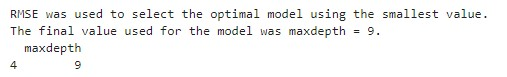 RMSE was used to select the optimal model using the smallest value.
The final value used for the model was maxdepth = 9.
  maxdepth
4        9